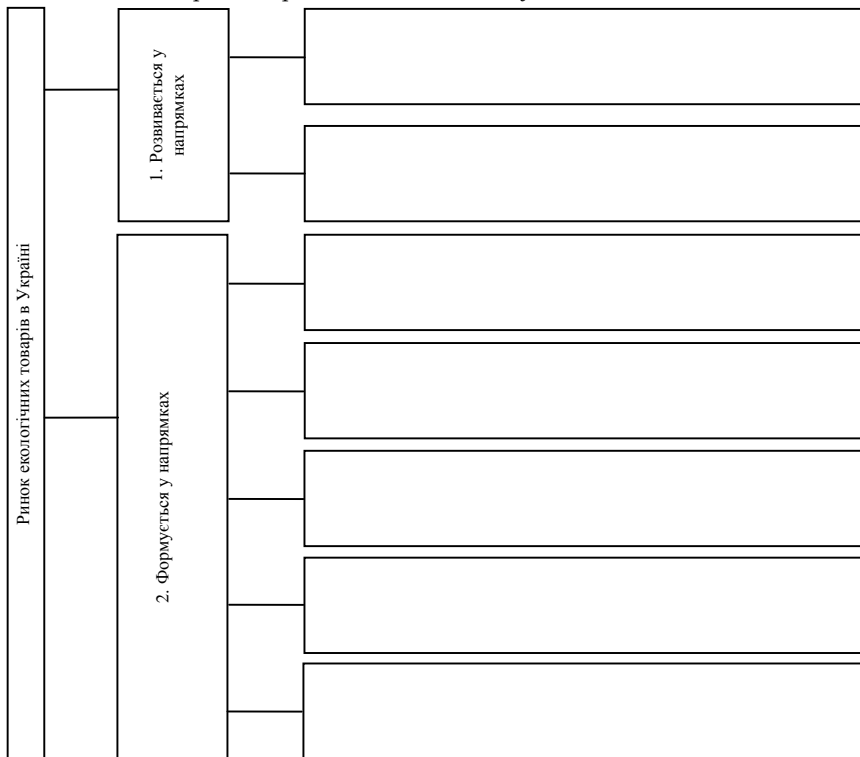 Ринок екологічних товарів в Україні
1. Розвивається у
напрямках
2. Формується у напрямках